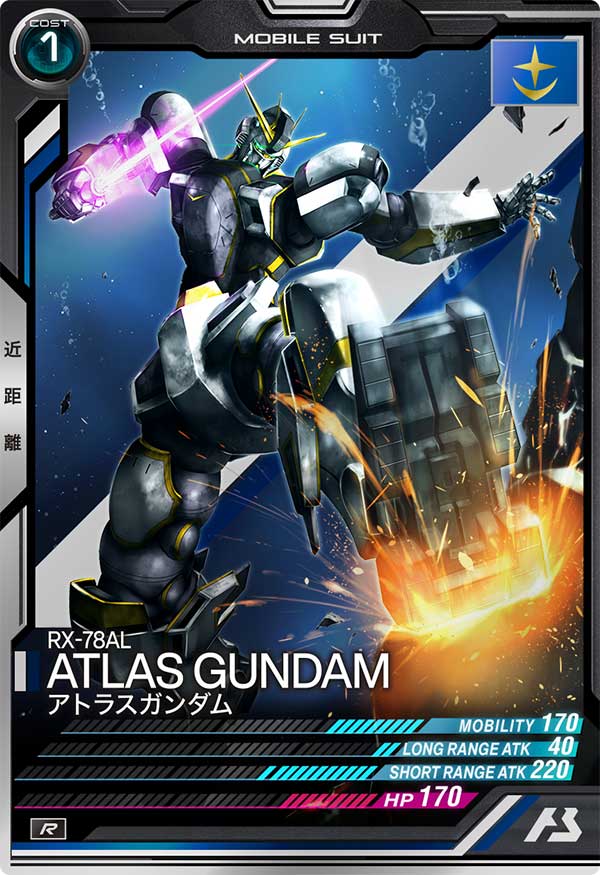 COST
1
MOBILE SUIT
近距離
RX-78AL
ATLAS GUNDAM
アトラスガンダム
MOBILITY 170
LONG RANGE ATK 40
SHORT RANGE ATK 220
HP 170
R